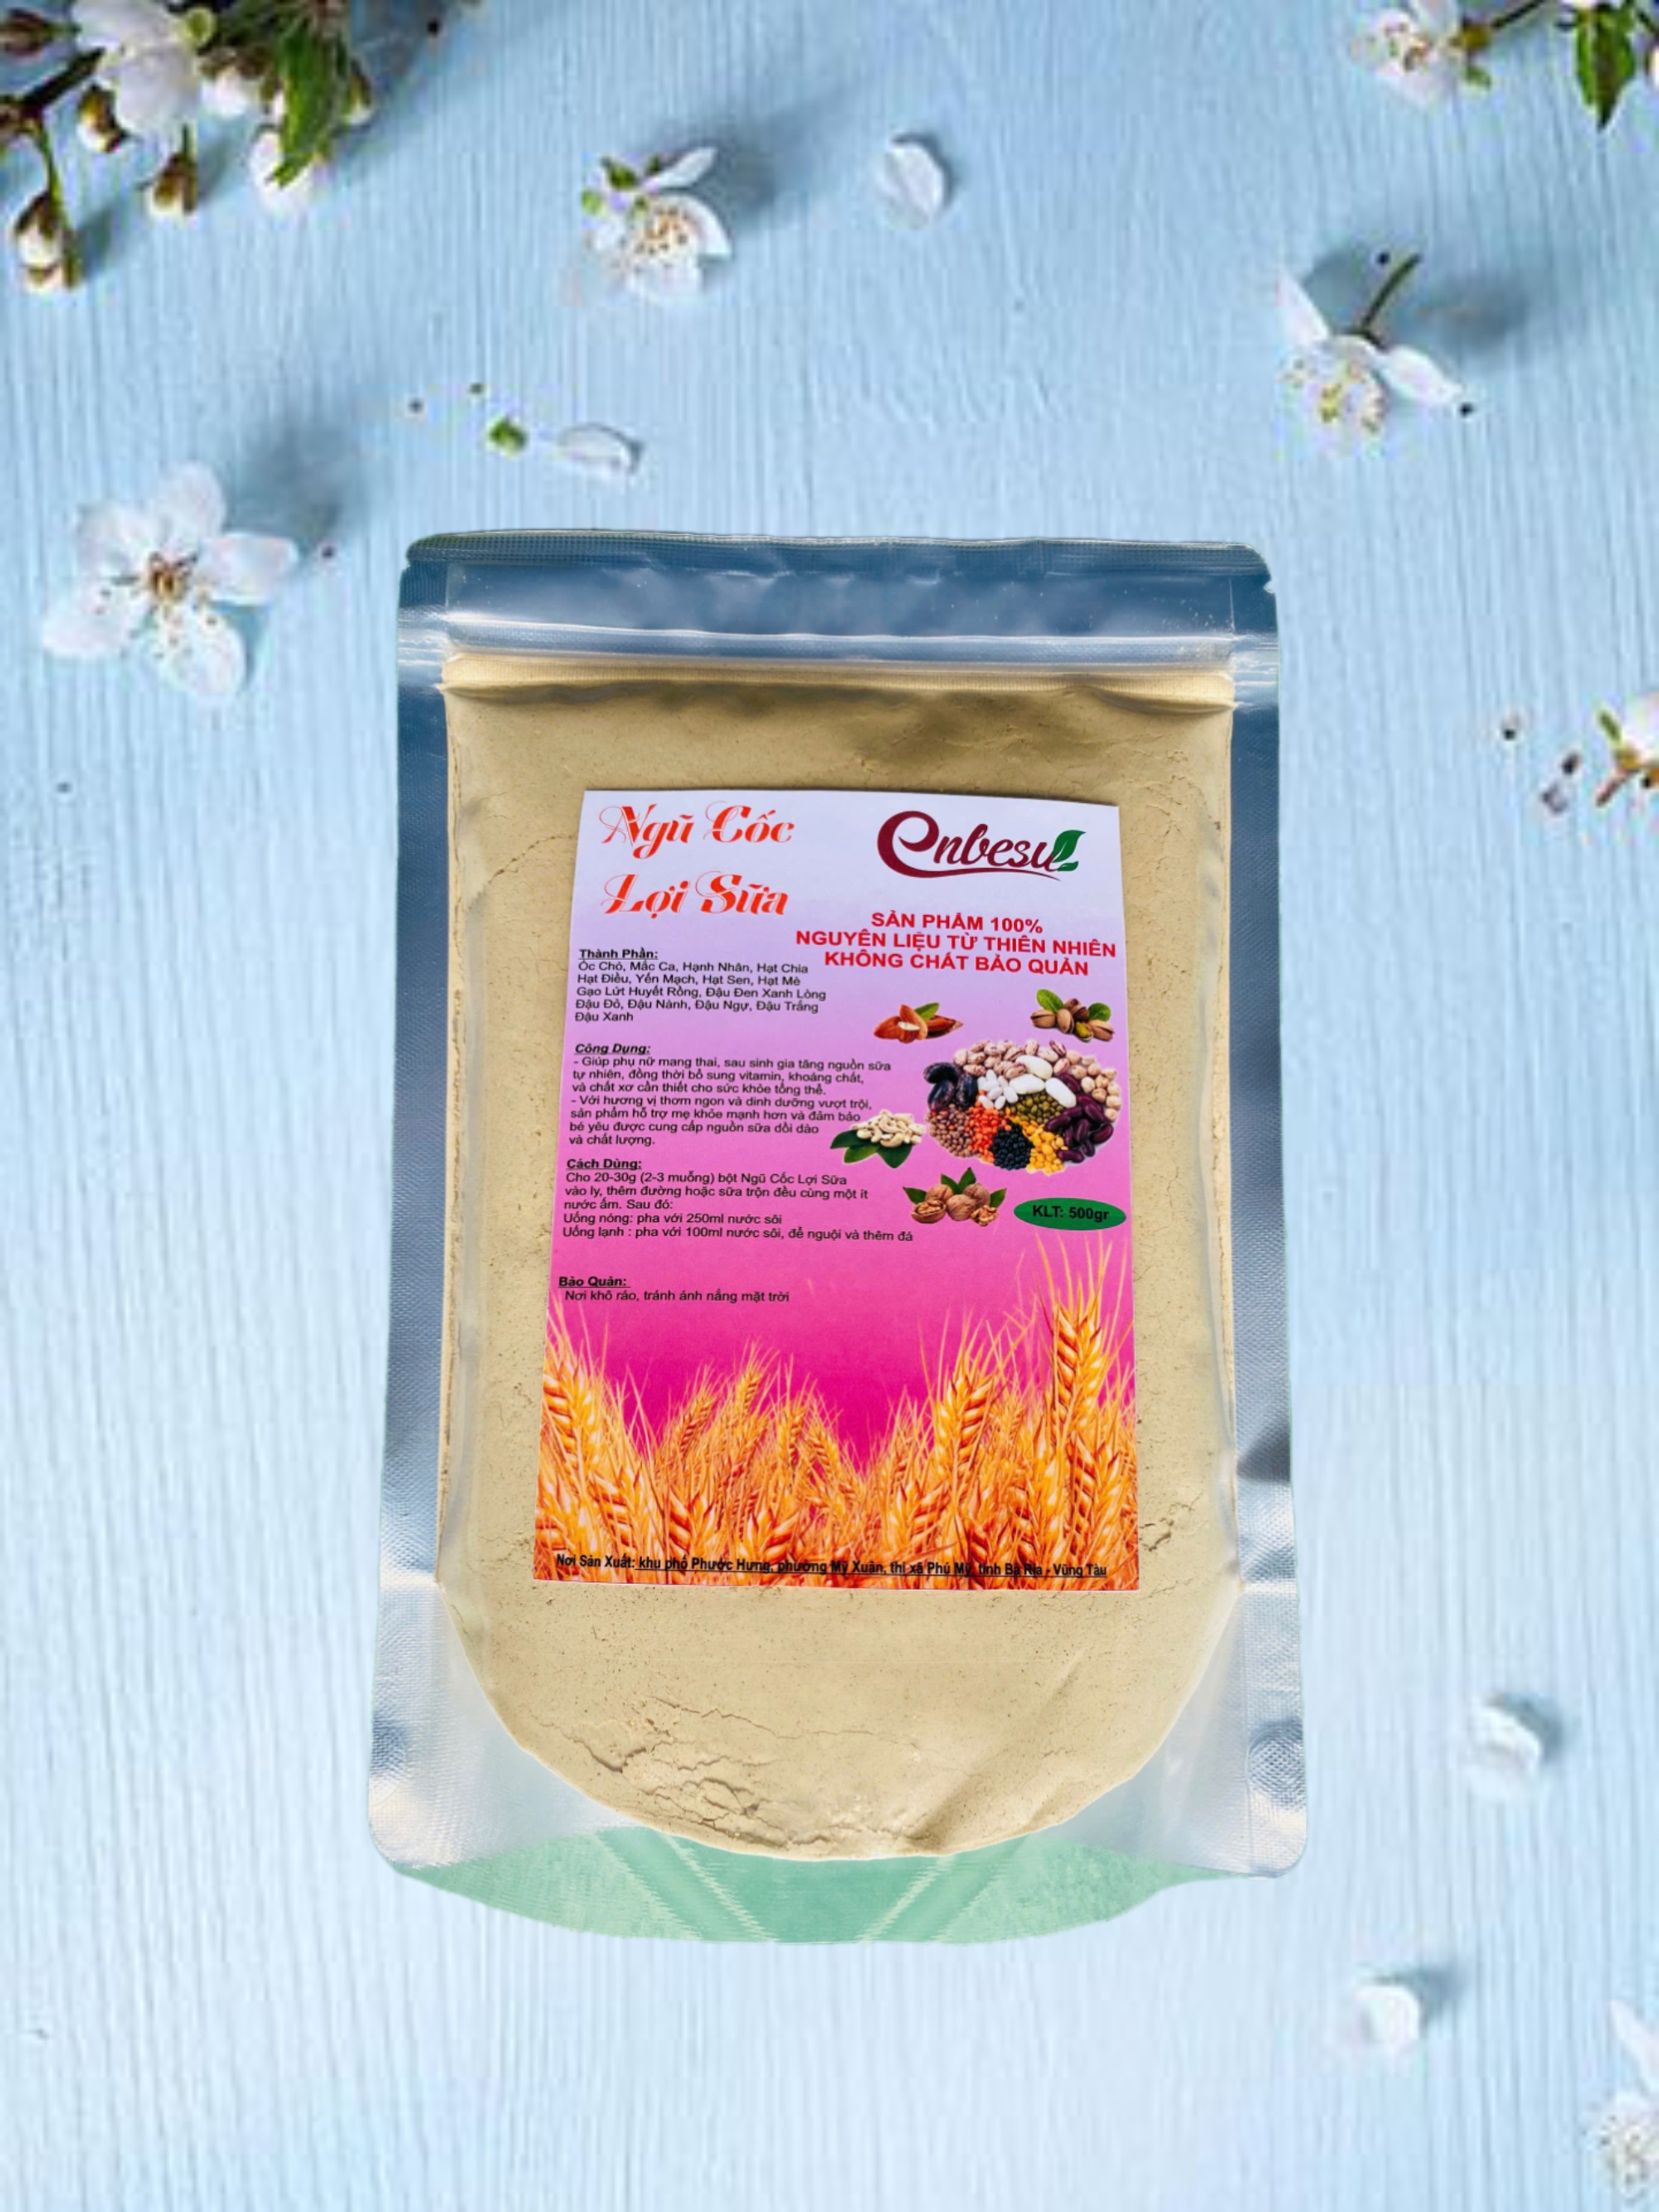 Ngũ Cốc
Lợi Sữa
enbesu
SẢN PHẨM 100%
NGUYÊN LIỆU TỪ THIÊN NHIÊN
KHÔNG CHẤT BẢO QUẢN
Thành Phần:
Óc Chó, Mắc Ca, Hạnh Nhân, Hạt Chia
Hạt Điều, Yến Mạch, Hạt Sen, Hạt Mè
Gạo Lứt Huyết Rồng, Đậu Đen Xanh Lòng
Đậu Đỏ, Đậu Nành, Đậu Ngự, Đậu Trắng
Đậu Xanh
Công Dụng:
- Giúp phụ nữ mang thai, sau sinh gia tăng nguồn sữa
tự nhiên, đồng thời bổ sung vitamin, khoáng chất,
và chất xơ cần thiết cho sức khỏe tổng thể.
- Với hương vị thơm ngon và dinh dưỡng vượt trội,
sản phẩm hỗ trợ mẹ khỏe mạnh hơn và đảm bảo
bé yêu được cung cấp nguồn sữa dồi dào
và chất lượng.
Cách Dùng:
Cho 20-30g (2-3 muỗng) bột Ngũ Cốc Lợi Sữa
vào ly, thêm đường hoặc sữa trộn đều cùng một ít
nước ấm. Sau đó:
Uống nóng: pha với 250ml nước sôi
Uống lạnh : pha với 100ml nước sôi, để nguội và thêm đá
KLT: 500gr
Bảo Quản:
Nơi khô ráo, tránh ánh nắng mặt trời
Nơi Sản Xuất: khu phố Phước Hưng, phường Mỹ Xuân, thị xã Phú Mỹ, tỉnh Bà Rịa - Vũng Tàu